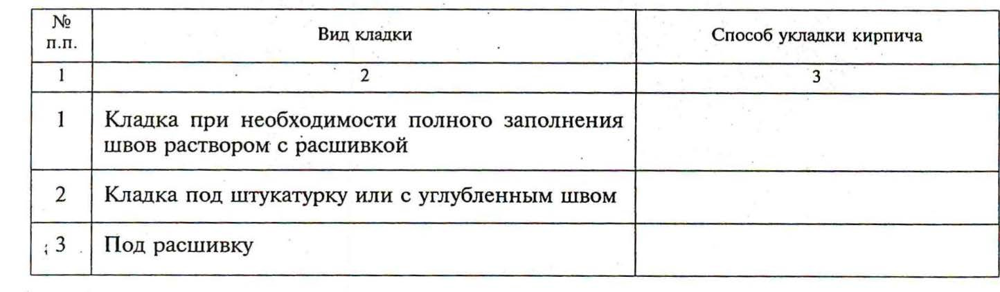 №
п.п.
Вид кладки
Способ укладки кирпича
1
2
3
1
Кладка при необходимости полного заполнения
швов раствором с расшивкой
2
Кладка под штукатурку или с углубленным швом
3
Под расшивку